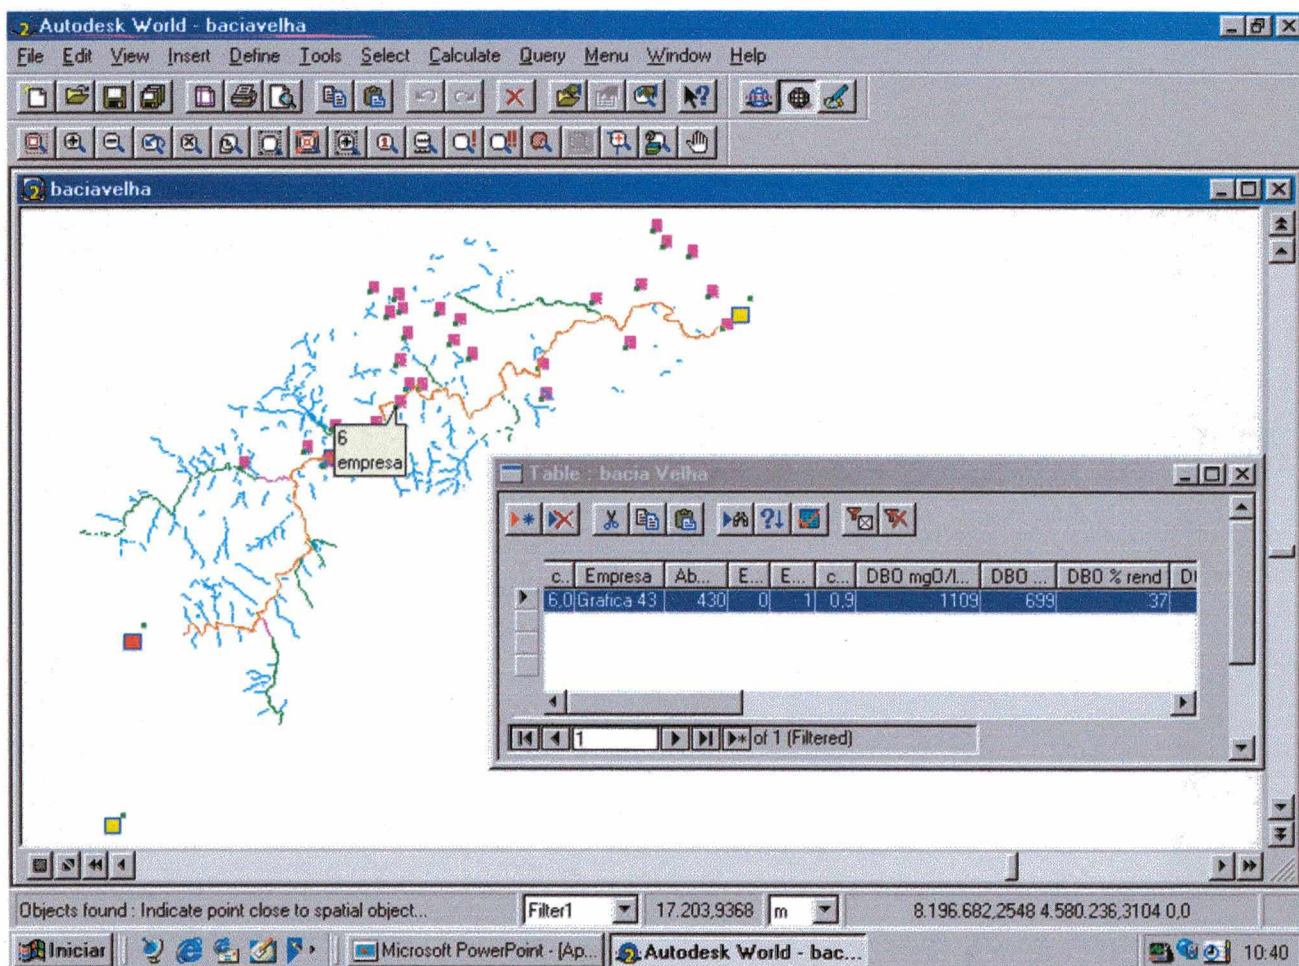 Autodesk World - baciavelha
File Edit View Insert Define Tools Select Calculate Query Menu Window Help
baciavelha
6
empresa
Table : bacia Velha
c.. Empresa Ab... E... E... c... DBO mg0/l... DBO ... DBO % rend
6,0 Grafica 43 430 0 1 0,9 1109 699 37
1 of 1 (Filtered)
Objects found : Indicate point close to spatial object... Filter1 17.203,9368 m 8.196.682,2548 4.580.236,3104 0,0
Iniciar Microsoft PowerPoint - [Ap... Autodesk World - bac... 10:40